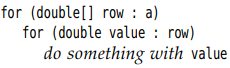 for (double[] row : a)
for (double value : row)
do something with value